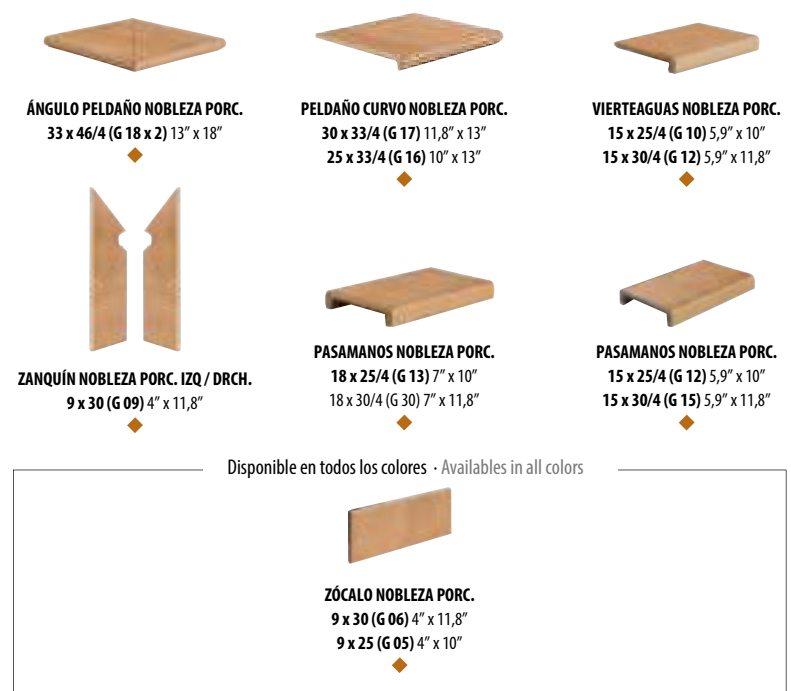 ÁNGULO PELDAÑO NOBLEZA PORC.
33 x 46/4 (G 18 x 2) 13” x 18”
PELDAÑO CURVO NOBLEZA PORC.
30 x 33/4 (G 17) 11,8” x 13”
25 x 33/4 (G 16) 10” x 13”
VIERTEAGUAS NOBLEZA PORC.
15 x 25/4 (G 10) 5,9” x 10”
15 x 30/4 (G 12) 5,9” x 11,8”
ZANQUÍN NOBLEZA PORC. IZQ / DRCH.
9 x 30 (G 09) 4” x 11,8”
PASAMANOS NOBLEZA PORC.
18 x 25/4 (G 13) 7” x 10”
18 x 30/4 (G 30) 7” x 11,8”
PASAMANOS NOBLEZA PORC.
15 x 25/4 (G 12) 5,9” x 10”
15 x 30/4 (G 15) 5,9” x 11,8”
Disponible en todos los colores · Availables in all colors
ZÓCALO NOBLEZA PORC.
9 x 30 (G 06) 4” x 11,8”
9 x 25 (G 05) 4” x 10”